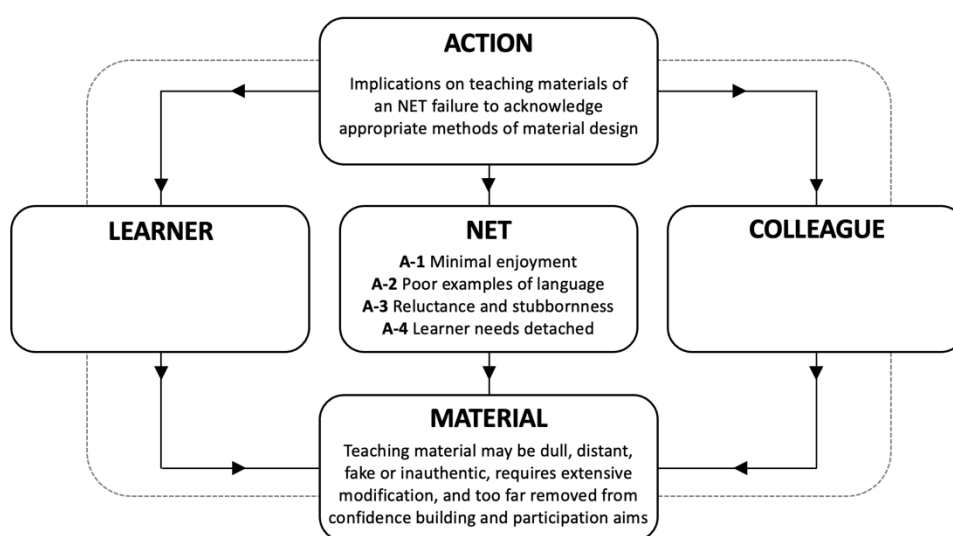 ACTION
Implications on teaching materials of
an NET failure to acknowledge
appropriate methods of material design
LEARNER
NET
A-1 Minimal enjoyment
A-2 Poor examples of language
A-3 Reluctance and stubbornness
A-4 Learner needs detached
COLLEAGUE
MATERIAL
Teaching material may be dull, distant,
fake or inauthentic, requires extensive
modification, and too far removed from
confidence building and participation aims